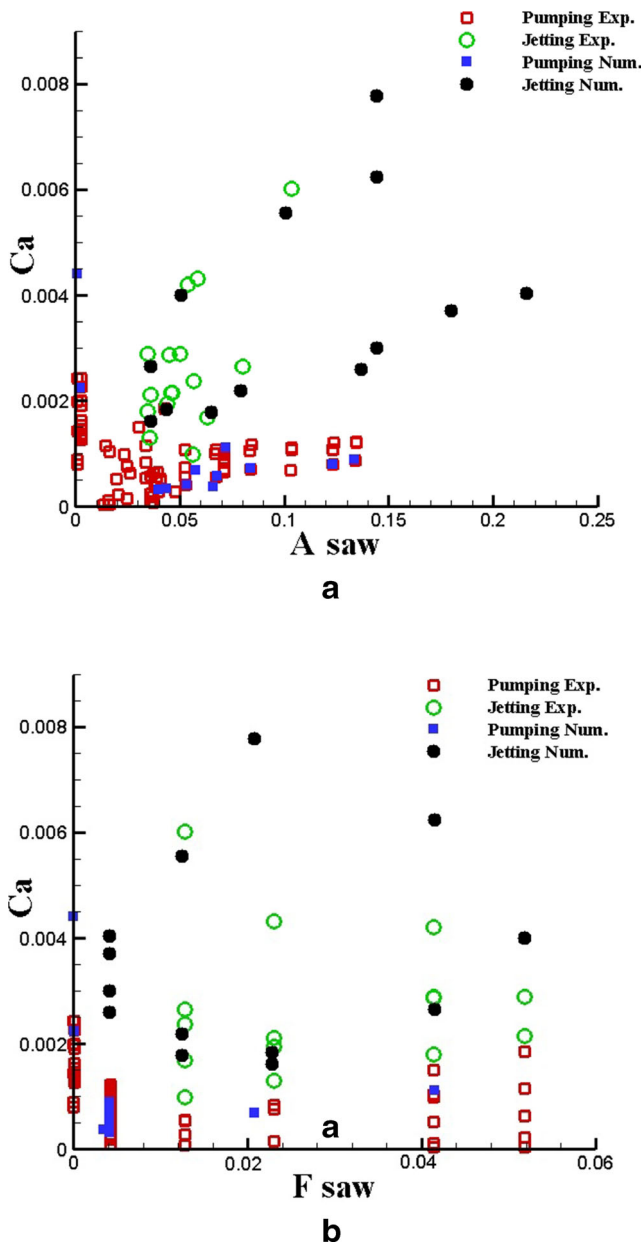 Pumping Exp.
Jetting Exp.
Pumping Num.
Jetting Num.
0.008
0.006
Ca
0.004
0.002
0
0 0.05 0.1 0.15 0.2 0.25
A saw
a
Pumping Exp.
Jetting Exp.
Pumping Num.
Jetting Num.
0.008
0.006
Ca
0.004
0.002
a
0
0 0.02 0.04 0.06
F saw
b